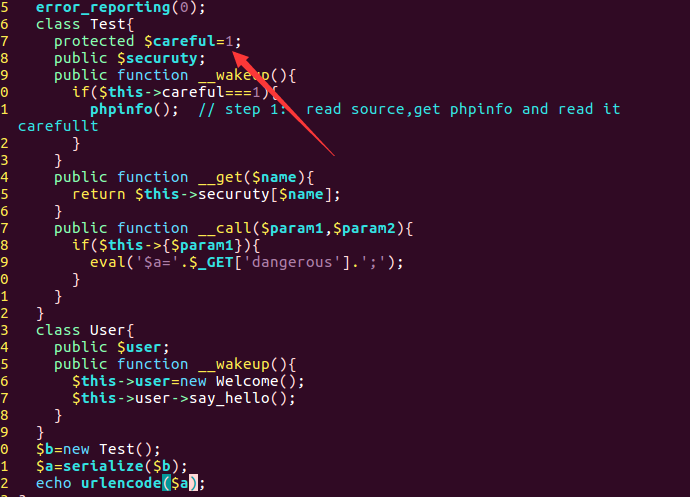 5 error_reporting(0);
6 class Test{
7 protected $careful=1;
8 public $securuty;
9 public function __wakeup(){
0 if($this->careful===1){
1 phpinfo(); // step 1: read source,get phpinfo and read it
carefullt
2 }
3 }
4 public function __get($name){
5 return $this->securuty[$name];
6 }
7 public function __call($param1,$param2){
8 if($this->{$param1}){
9 eval('$a='.$_GET['dangerous'].';');
0 }
1 }
2 }
3 class User{
4 public $user;
5 public function __wakeup(){
6 $this->user=new Welcome();
7 $this->user->say_hello();
8 }
9 }
0 $b=new Test();
1 $a=serialize($b);
2 echo urlencode($a);